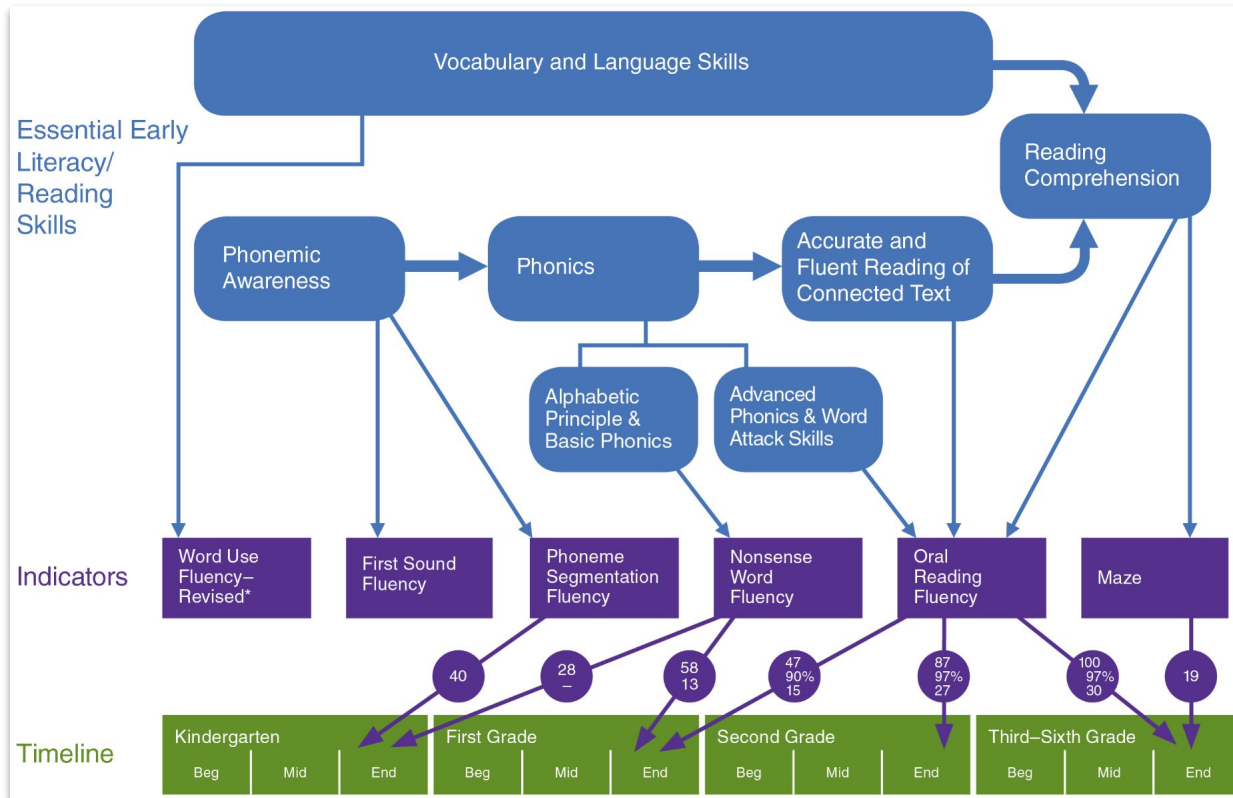 Vocabulary and Language Skills
Essential Early
Literacy/
Reading
Skills
Reading
Comprehension
Phonemic
Awareness
Phonics
Accurate and
Fluent Reading of
Connected Text
Alphabetic
Principle &
Basic Phonics
Advanced
Phonics & Word
Attack Skills
Indicators
Word Use
Fluency–
Revised*
First Sound
Fluency
Phoneme
Segmentation
Fluency
Nonsense
Word
Fluency
Oral
Reading
Fluency
Maze
40
28
–
58
13
47
90%
15
87
97%
27
100
97%
30
19
Timeline
Kindergarten
Beg Mid End
First Grade
Beg Mid End
Second Grade
Beg Mid End
Third–Sixth Grade
Beg Mid End